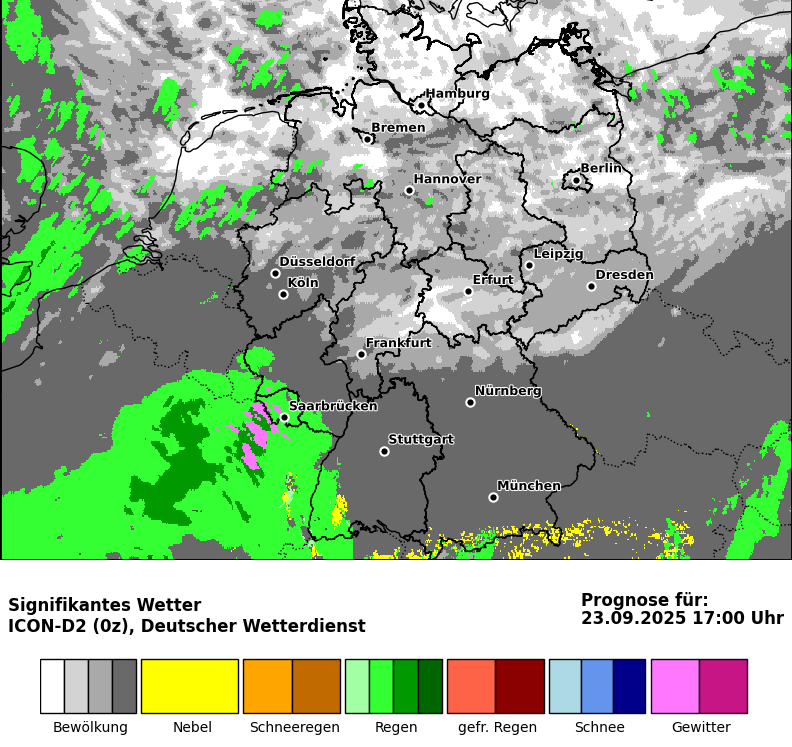 Hamburg
Bremen
Berlin
Hannover
Leipzig
Düsseldorf
Dresden
Köln
Erfurt
Frankfurt
Nürnberg
Saarbrücken
Stuttgart
München
Signifikantes Wetter
ICON-D2 (0z), Deutscher Wetterdienst
Prognose für:
23.09.2025 17:00 Uhr
Bewölkung
Nebel
Schneeregen
Regen
gefr. Regen
Schnee
Gewitter